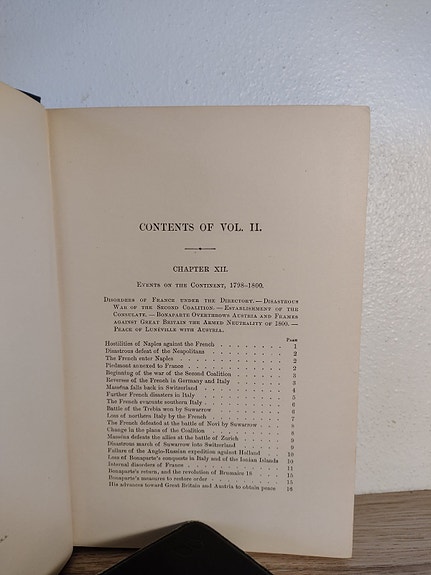 CONTENTS OF VOL. II.
CHAPTER XII.
EVENTS ON THE CONTINENT, 1798–1800.
DISORDERS OF FRANCE UNDER THE DIRECTORY. — DISASTROUS
WAR OF THE SECOND COALITION. — ESTABLISHMENT OF THE
CONSULATE. — BONAPARTE OVERTHROWS AUSTRIA AND FRAMES
AGAINST GREAT BRITAIN THE ARMED NEUTRALITY OF 1800. —
PEACE OF LUNÉVILLE WITH AUSTRIA.
PAGE
Hostilities of Naples against the French . . . . . . . . 1
Disastrous defeat of the Neapolitans . . . . . . . . 2
The French enter Naples . . . . . . . . 2
Piedmont annexed to France . . . . . . . . 2
Beginning of the war of the Second Coalition . . . . . . . . 3
Reverses of the French in Germany and Italy . . . . . . . . 3
Masséna falls back in Switzerland . . . . . . . . 4
Further French disasters in Italy . . . . . . . . 5
The French evacuate southern Italy . . . . . . . . 6
Battle of the Trebia won by Suwarrow . . . . . . . . 6
Loss of northern Italy by the French . . . . . . . . 7
The French defeated at the battle of Novi by Suwarrow . . . . 8
Change in the plans of the Coalition . . . . . . . . 8
Masséna defeats the allies at the battle of Zurich . . . . . 9
Disastrous march of Suwarrow into Switzerland . . . . . . 9
Failure of the Anglo-Russian expedition against Holland . . . 10
Loss of Bonaparte's conquests in Italy and of the Ionian Islands 10
Internal disorders of France . . . . . . . . 11
Bonaparte's return, and the revolution of Brumaire 18 . . . . 15
Bonaparte's measures to restore order . . . . . . . . 15
His advances toward Great Britain and Austria to obtain peace 16